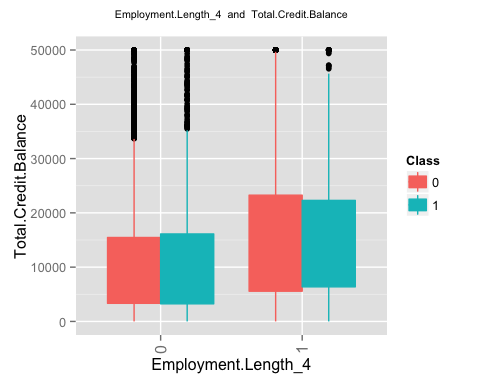 Employment.Length_4 and Total.Credit.Balance
Total.Credit.Balance
50000
40000
30000
20000
10000
0
0
1
Employment.Length_4
Class
0
1